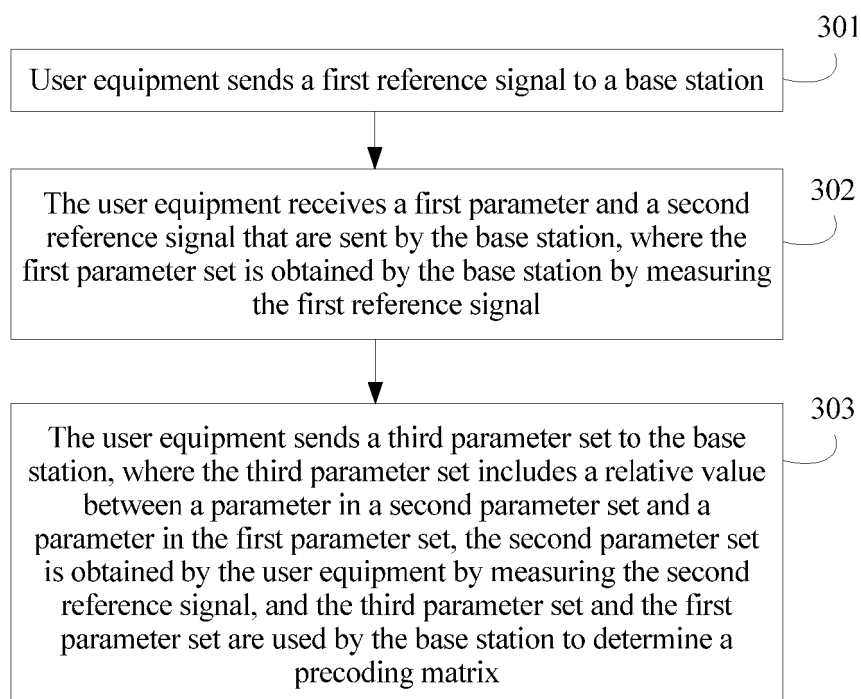 301
User equipment sends a first reference signal to a base station
302
The user equipment receives a first parameter and a second
reference signal that are sent by the base station, where the
first parameter set is obtained by the base station by measuring
the first reference signal
303
The user equipment sends a third parameter set to the base
station, where the third parameter set includes a relative value
between a parameter in a second parameter set and a
parameter in the first parameter set, the second parameter set
is obtained by the user equipment by measuring the second
reference signal, and the third parameter set and the first
parameter set are used by the base station to determine a
precoding matrix